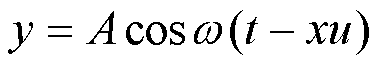 y = A cos ω(t − xu)